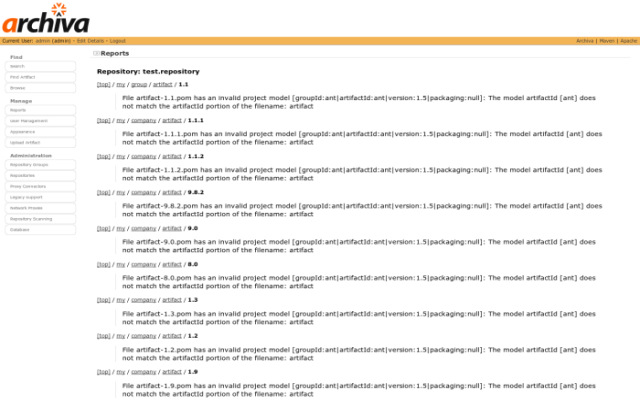 archiva
Current User: admin (admin) - Edit Details - Logout
Archiva | Maven | Apache
Find
Search
Find Artifact
Browse
Manage
Reports
User Management
Appearance
Upload Artifact
Administration
Repository Groups
Repositories
Proxy Connectors
Legacy Support
Network Proxies
Repository Scanning
Database
Reports
Repository: test.repository
[top] / my / group / artifact / 1.1
File artifact-1.1.pom has an invalid project model [groupId:ant|artifactId:ant|version:1.5|packaging:null]: The model artifactId [ant] does
not match the artifactId portion of the filename: artifact
[top] / my / company / artifact / 1.1.1
File artifact-1.1.1.pom has an invalid project model [groupId:ant|artifactId:ant|version:1.5|packaging:null]: The model artifactId [ant] does
not match the artifactId portion of the filename: artifact
[top] / my / company / artifact / 1.1.2
File artifact-1.1.2.pom has an invalid project model [groupId:ant|artifactId:ant|version:1.5|packaging:null]: The model artifactId [ant] does
not match the artifactId portion of the filename: artifact
[top] / my / company / artifact / 9.8.2
File artifact-9.8.2.pom has an invalid project model [groupId:ant|artifactId:ant|version:1.5|packaging:null]: The model artifactId [ant] does
not match the artifactId portion of the filename: artifact
[top] / my / company / artifact / 9.0
File artifact-9.0.pom has an invalid project model [groupId:ant|artifactId:ant|version:1.5|packaging:null]: The model artifactId [ant] does
not match the artifactId portion of the filename: artifact
[top] / my / company / artifact / 8.0
File artifact-8.0.pom has an invalid project model [groupId:ant|artifactId:ant|version:1.5|packaging:null]: The model artifactId [ant] does
not match the artifactId portion of the filename: artifact
[top] / my / company / artifact / 1.3
File artifact-1.3.pom has an invalid project model [groupId:ant|artifactId:ant|version:1.5|packaging:null]: The model artifactId [ant] does
not match the artifactId portion of the filename: artifact
[top] / my / company / artifact / 1.2
File artifact-1.2.pom has an invalid project model [groupId:ant|artifactId:ant|version:1.5|packaging:null]: The model artifactId [ant] does
not match the artifactId portion of the filename: artifact
[top] / my / company / artifact / 1.9
File artifact-1.9.pom has an invalid project model [groupId:ant|artifactId:ant|version:1.5|packaging:null]: The model artifactId [ant] does
not match the artifactId portion of the filename: artifact